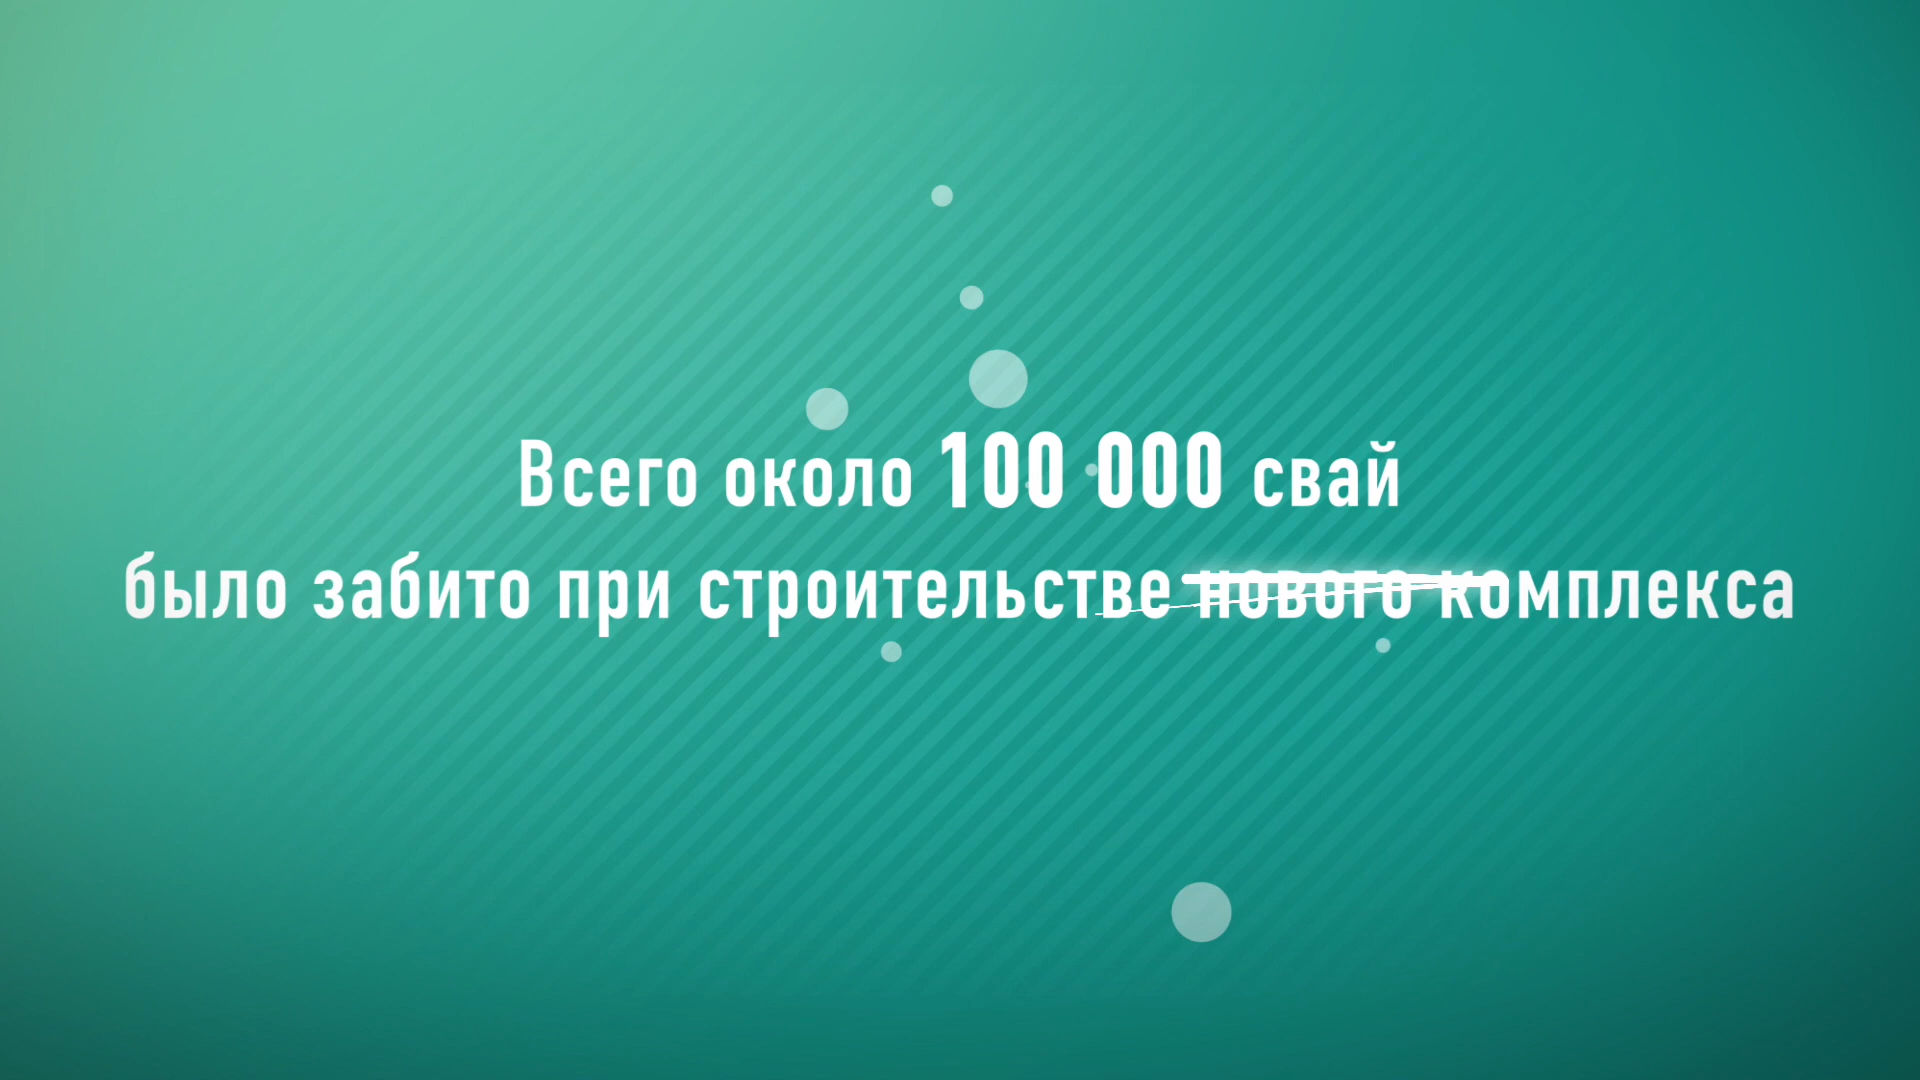 Всего около 100 000 свай
было забито при строительстве нового комплекса